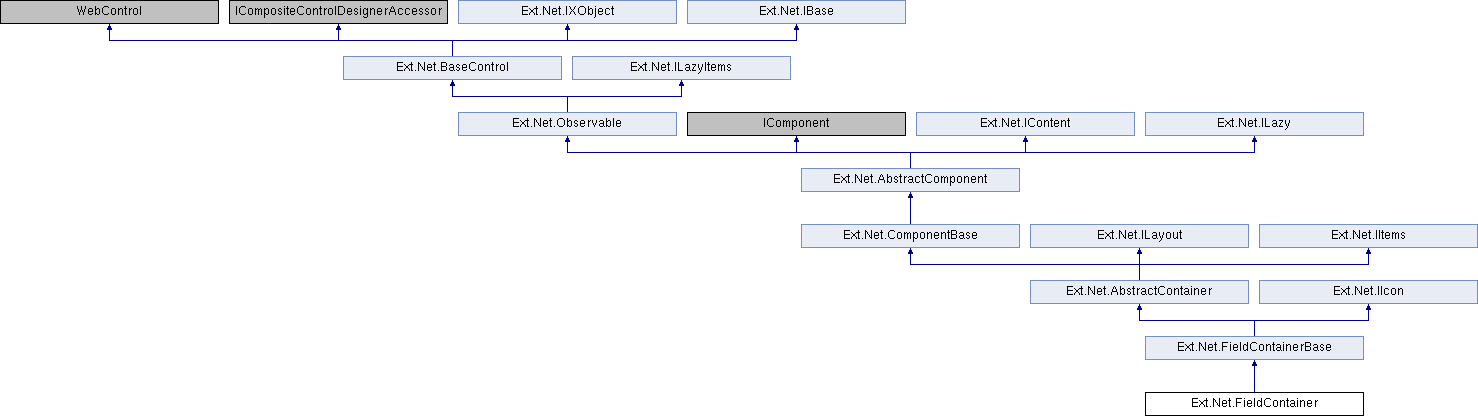 WebControl
ICompositeControlDesignerAccessor
Ext.Net.IXObject
Ext.Net.IBase
Ext.Net.BaseControl
Ext.Net.ILazyItems
Ext.Net.Observable
IComponent
Ext.Net.IContent
Ext.Net.ILazy
Ext.Net.AbstractComponent
Ext.Net.ComponentBase
Ext.Net.ILayout
Ext.Net.IItems
Ext.Net.AbstractContainer
Ext.Net.IIcon
Ext.Net.FieldContainerBase
Ext.Net.FieldContainer